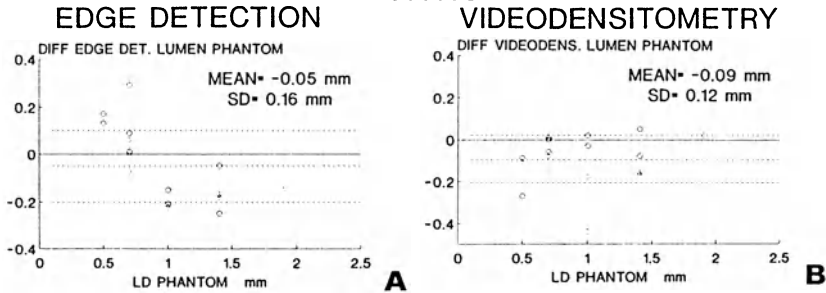 EDGE DETECTION
DIFF EDGE DET. LUMEN PHANTOM
0.4
MEAN= -0.05 mm
SD= 0.16 mm
0.2
0
-0.2
-0.4
0 0.5 1 1.5 2 2.5
LD PHANTOM mm
A
VIDEODENSITOMETRY
DIFF VIDEODENS. LUMEN PHANTOM
0.4
MEAN= -0.09 mm
SD= 0.12 mm
0.2
0
-0.2
-0.4
0 0.5 1 1.5 2 2.5
LD PHANTOM mm
B